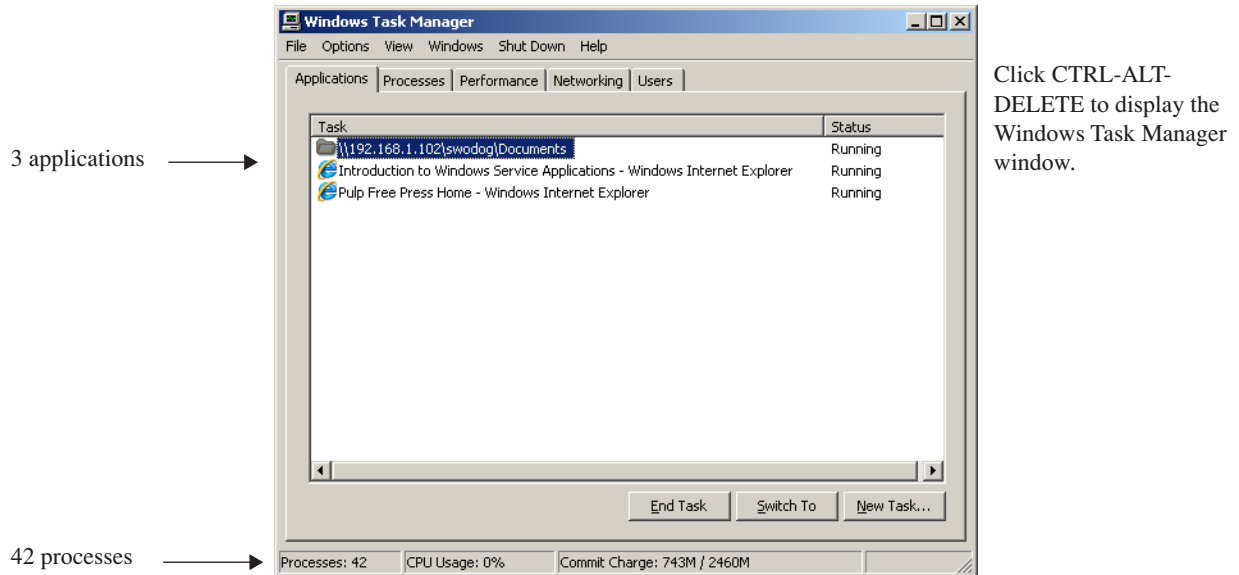 Windows Task Manager
File Options View Windows Shut Down Help
Applications Processes Performance Networking Users
Task Status
\\192.168.1.102\swodog\Documents Running
Introduction to Windows Service Applications - Windows Internet Explorer Running
Pulp Free Press Home - Windows Internet Explorer Running
End Task Switch To New Task...
Processes: 42 CPU Usage: 0% Commit Charge: 743M / 2460M
3 applications
42 processes
Click CTRL-ALT-
DELETE to display the
Windows Task Manager
window.